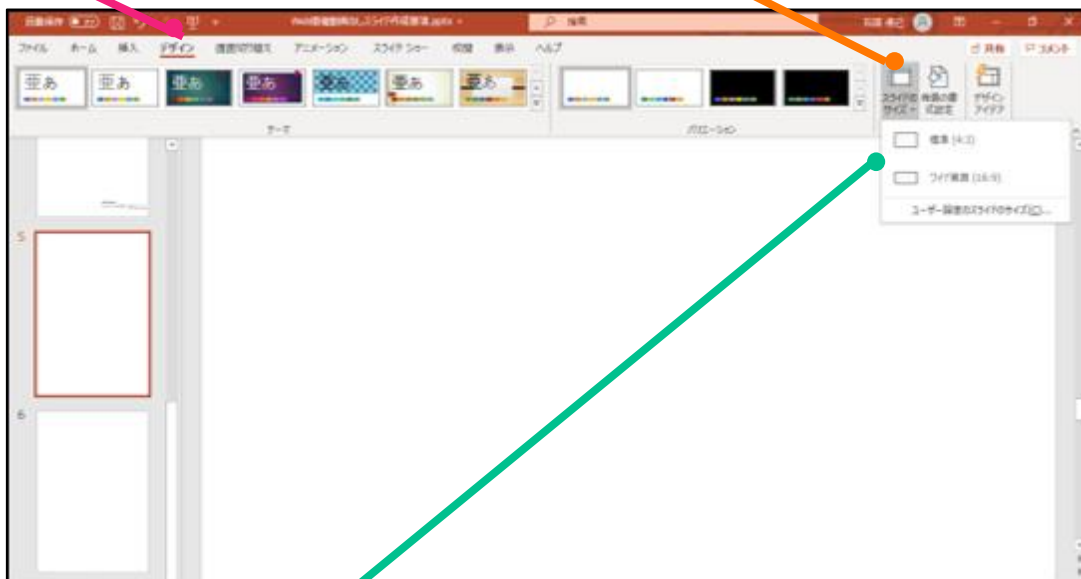 自動保存
検索
ファイル ホーム 挿入 デザイン 画面切り替え アニメーション スライド ショー 校閲 表示 ヘルプ
共有 コメント
亜あ 亜あ 亜あ 亜あ 亜あ 亜あ 亜あ
スライドの サイズ 背景の書式設定 デザイン アイデア
テーマ バリエーション
標準 (4:3)
ワイド画面 (16:9)
ユーザー設定のスライドのサイズ(C)...
5
6